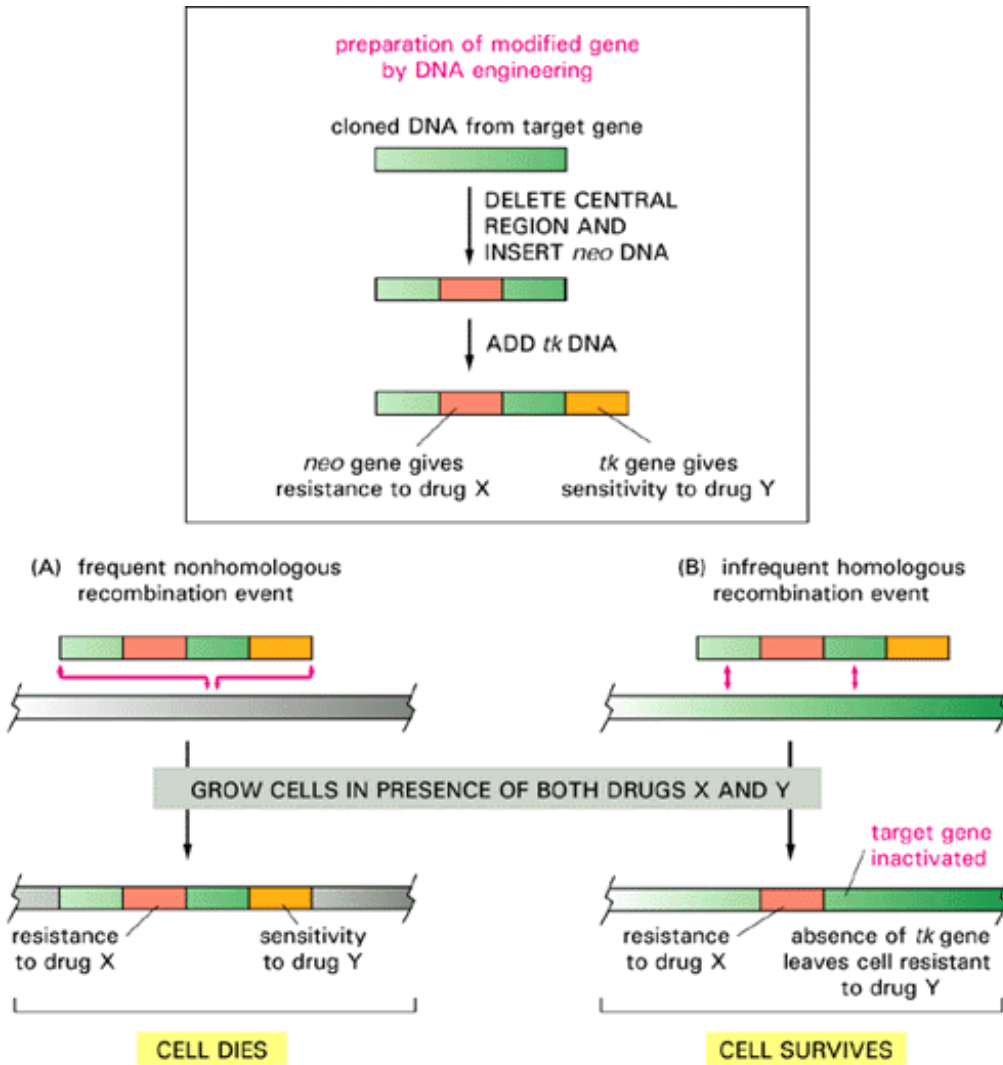 preparation of modified gene
by DNA engineering
cloned DNA from target gene
DELETE CENTRAL
REGION AND
INSERT neo DNA
ADD tk DNA
neo gene gives
resistance to drug X
tk gene gives
sensitivity to drug Y
(A) frequent nonhomologous
recombination event
(B) infrequent homologous
recombination event
GROW CELLS IN PRESENCE OF BOTH DRUGS X AND Y
target gene
inactivated
resistance
to drug X
sensitivity
to drug Y
resistance
to drug X
absence of tk gene
leaves cell resistant
to drug Y
CELL DIES
CELL SURVIVES